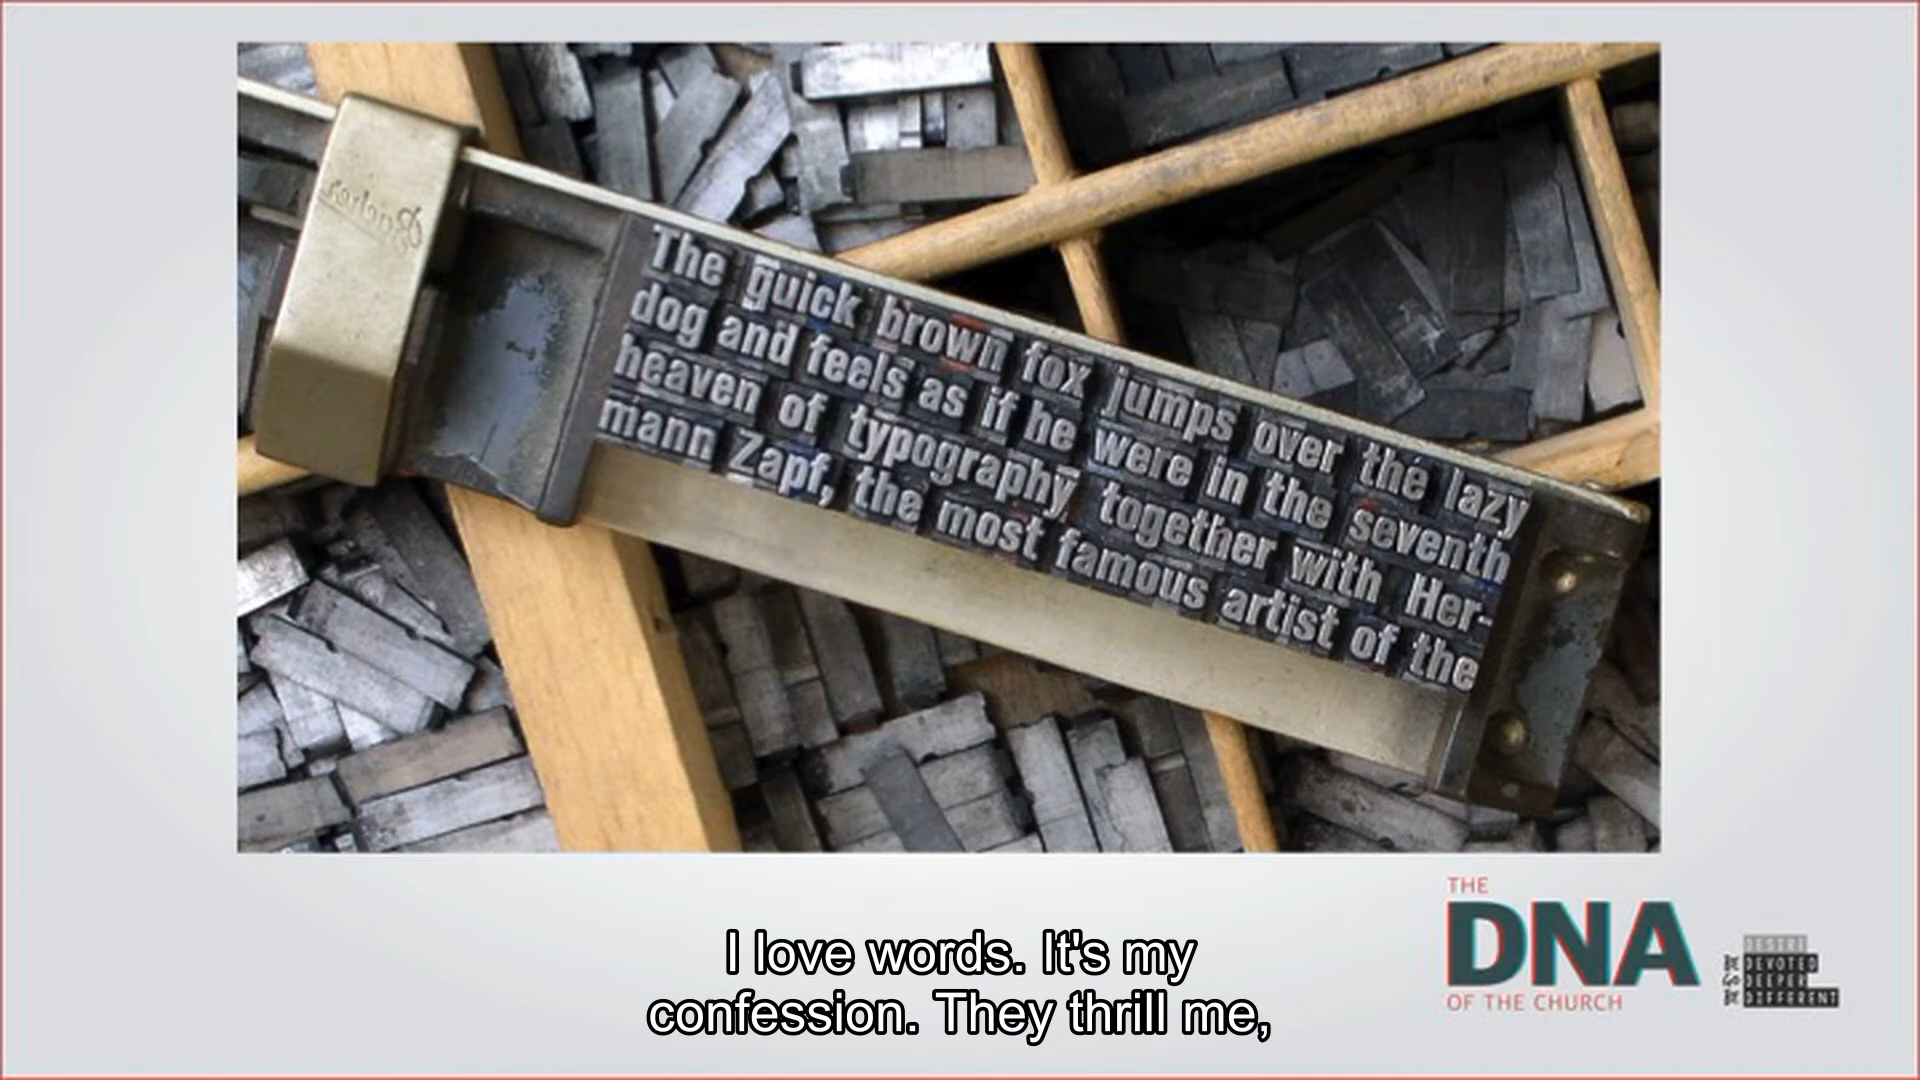 The guick brown fox jumps over the lazy
dog and feels as if he were in the seventh
heaven of typography together with Her-
mann Zapf, the most famous artist of the
I love words. It's my
confession. They thrill me,
THE
DNA
OF THE CHURCH
DESIRE
DEVOTED
DEEPER
DIFFERENT